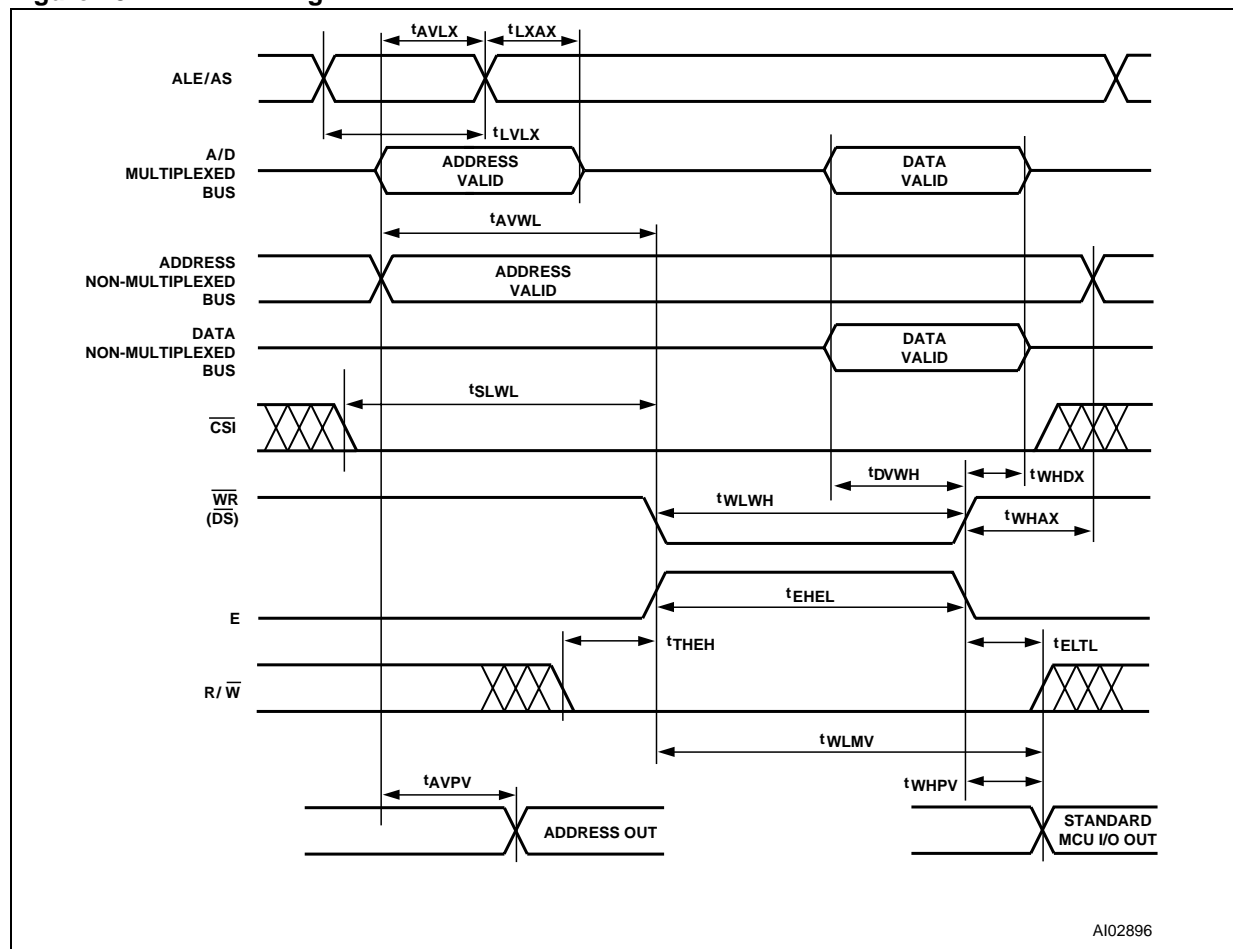 tAVLX
tLXAX
ALE/AS
tLVLX
A/D
MULTIPLEXED
BUS
ADDRESS
VALID
DATA
VALID
tAVWL
ADDRESS
NON-MULTIPLEXED
BUS
ADDRESS
VALID
DATA
NON-MULTIPLEXED
BUS
DATA
VALID
tSLWL
CSI
tDVWH
tWHDX
WR
(DS)
tWLWH
tWHAX
tEHEL
E
tTHEH
tELTL
R/W
tWLMV
tAVPV
tWHPV
ADDRESS OUT
STANDARD
MCU I/O OUT
AI02896